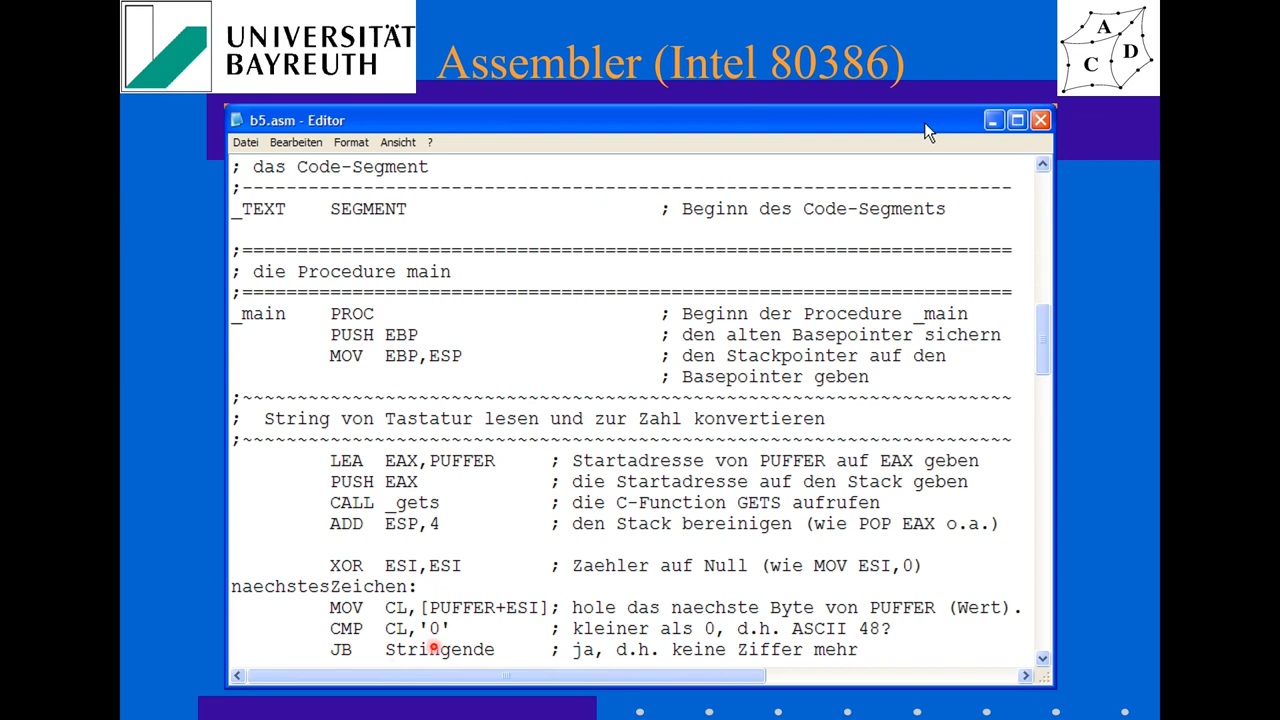 UNIVERSITÄT
BAYREUTH
Assembler (Intel 80386)
A
C
D
b5.asm - Editor
Datei Bearbeiten Format Ansicht ?
; das Code-Segment
;-----------------------------------------------------------------------
_TEXT SEGMENT ; Beginn des Code-Segments
;=======================================================================
; die Procedure main
;=======================================================================
_main PROC ; Beginn der Procedure _main
PUSH EBP ; den alten Basepointer sichern
MOV EBP,ESP ; den Stackpointer auf den
; Basepointer geben
;~~~~~~~~~~~~~~~~~~~~~~~~~~~~~~~~~~~~~~~~~~~~~~~~~~~~~~~~~~~~~~~~~~~~~~~
; String von Tastatur lesen und zur Zahl konvertieren
;~~~~~~~~~~~~~~~~~~~~~~~~~~~~~~~~~~~~~~~~~~~~~~~~~~~~~~~~~~~~~~~~~~~~~~~
LEA EAX,PUFFER ; Startadresse von PUFFER auf EAX geben
PUSH EAX ; die Startadresse auf den Stack geben
CALL _gets ; die C-Function GETS aufrufen
ADD ESP,4 ; den Stack bereinigen (wie POP EAX o.a.)
XOR ESI,ESI ; Zaehler auf Null (wie MOV ESI,0)
naechstesZeichen:
MOV CL,[PUFFER+ESI]; hole das naechste Byte von PUFFER (Wert).
CMP CL,'0' ; kleiner als 0, d.h. ASCII 48?
JB Stringende ; ja, d.h. keine Ziffer mehr